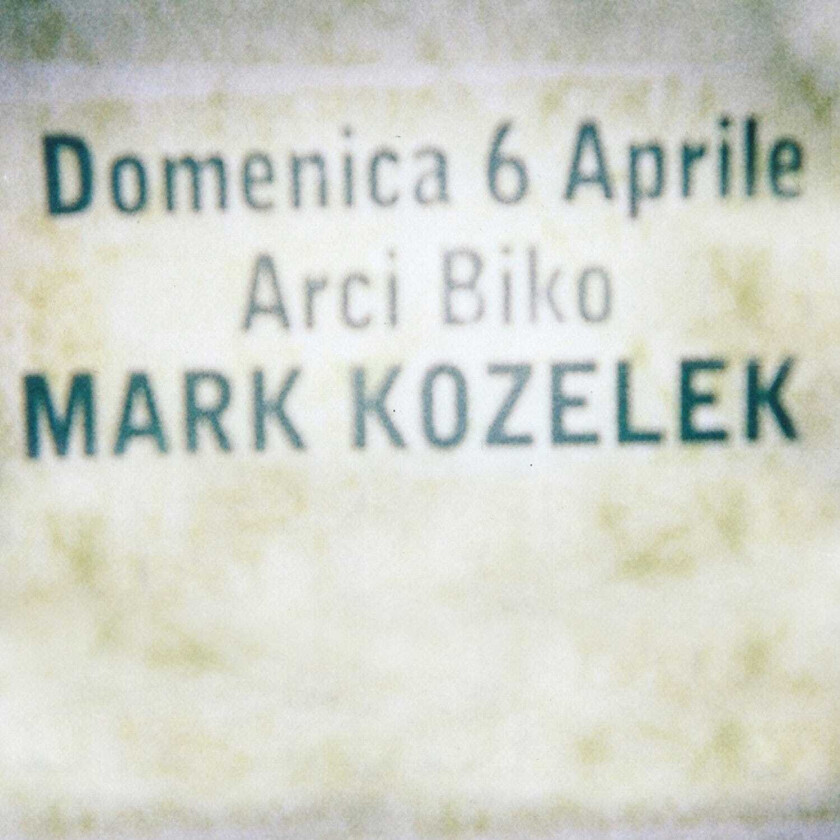 Domenica 6 Aprile
Arci Biko
MARK KOZELEK